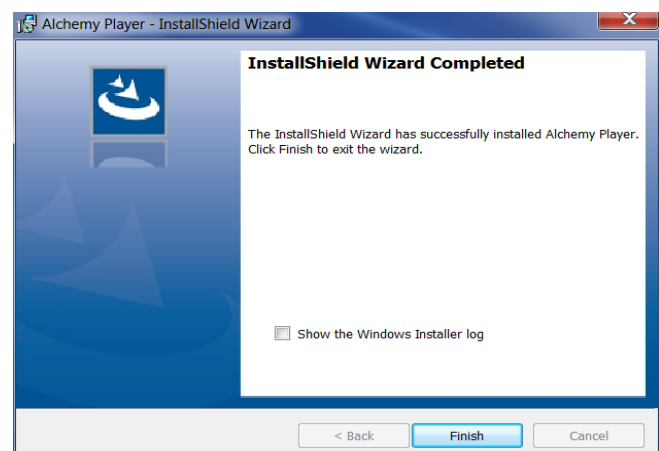 Alchemy Player - InstallShield Wizard
InstallShield Wizard Completed
The InstallShield Wizard has successfully installed Alchemy Player.
Click Finish to exit the wizard.
Show the Windows Installer log
< Back
Finish
Cancel